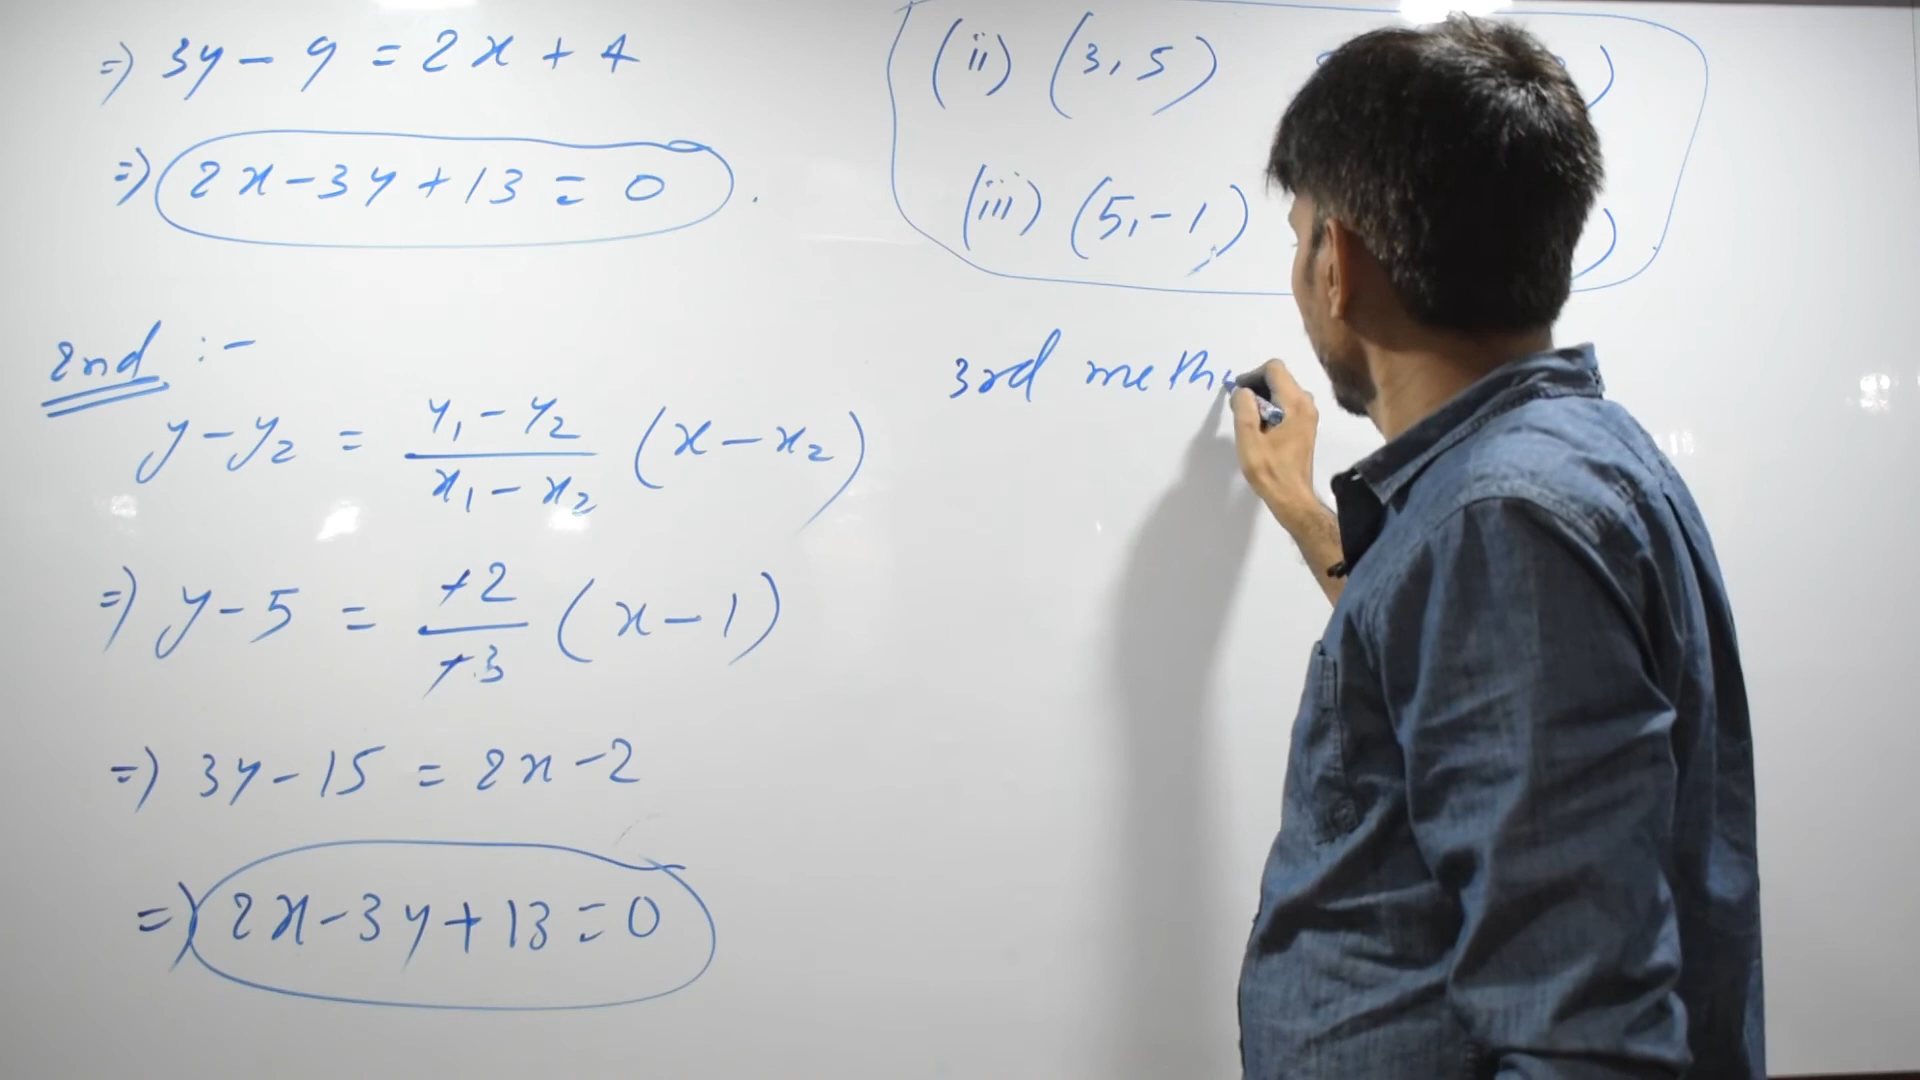 =) 3y - 9 = 2x + 4
=) 2x - 3y + 13 = 0 .
2nd :-
y - y₂ = y₁ - y₂ / x₁ - x₂ (x - x₂)
=) y - 5 = +2 / +3 (x - 1)
=) 3y - 15 = 2x - 2
=) 2x - 3y + 13 = 0
(ii) (3, 5)
(iii) (5, -1)
3rd meth